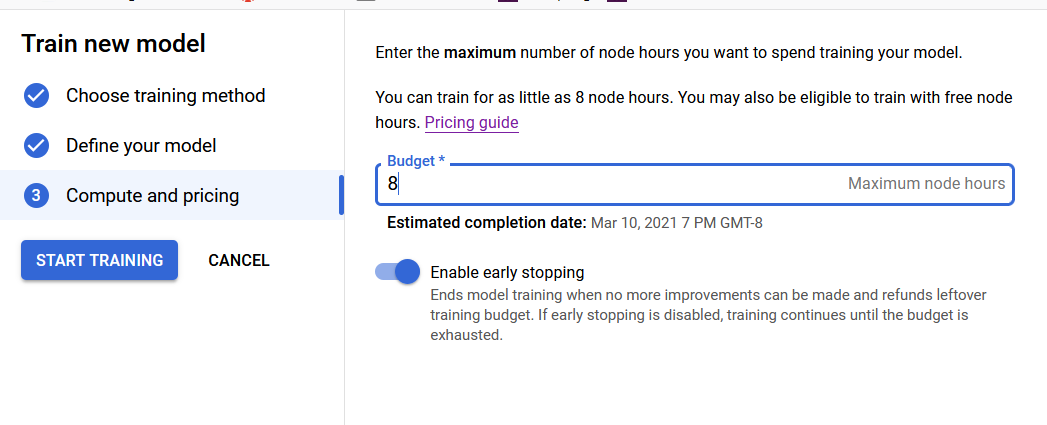 Train new model
Choose training method
Define your model
3 Compute and pricing
START TRAINING CANCEL
Enter the maximum number of node hours you want to spend training your model.
You can train for as little as 8 node hours. You may also be eligible to train with free node
hours. Pricing guide
Budget *
8 Maximum node hours
Estimated completion date: Mar 10, 2021 7 PM GMT-8
Enable early stopping
Ends model training when no more improvements can be made and refunds leftover
training budget. If early stopping is disabled, training continues until the budget is
exhausted.